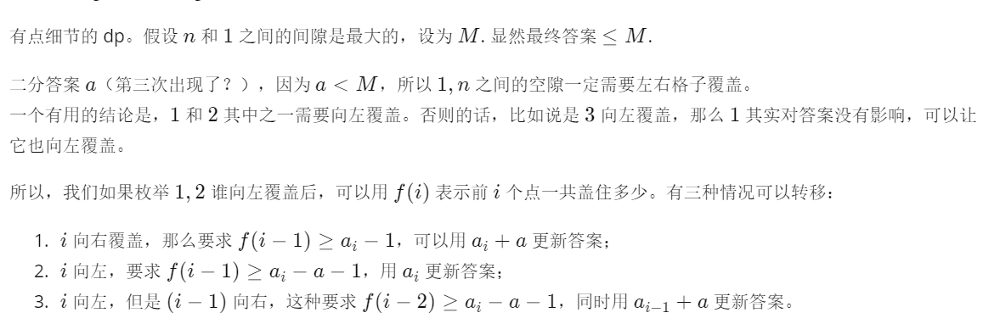 有点细节的 dp。假设 n 和 1 之间的间隙是最大的，设为 M. 显然最终答案 ≤ M.
二分答案 a（第三次出现了？），因为 a < M，所以 1, n 之间的空隙一定需要左右格子覆盖。
一个有用的结论是，1 和 2 其中之一需要向左覆盖。否则的话，比如说是 3 向左覆盖，那么 1 其实对答案没有影响，可以让
它也向左覆盖。
所以，我们如果枚举 1, 2 谁向左覆盖后，可以用 f(i) 表示前 i 个点一共盖住多少。有三种情况可以转移：
1. i 向右覆盖，那么要求 f(i − 1) ≥ a_i − 1，可以用 a_i + a 更新答案；
2. i 向左，要求 f(i − 1) ≥ a_i − a − 1，用 a_i 更新答案；
3. i 向左，但是 (i − 1) 向右，这种要求 f(i − 2) ≥ a_i − a − 1，同时用 a_{i−1} + a 更新答案。